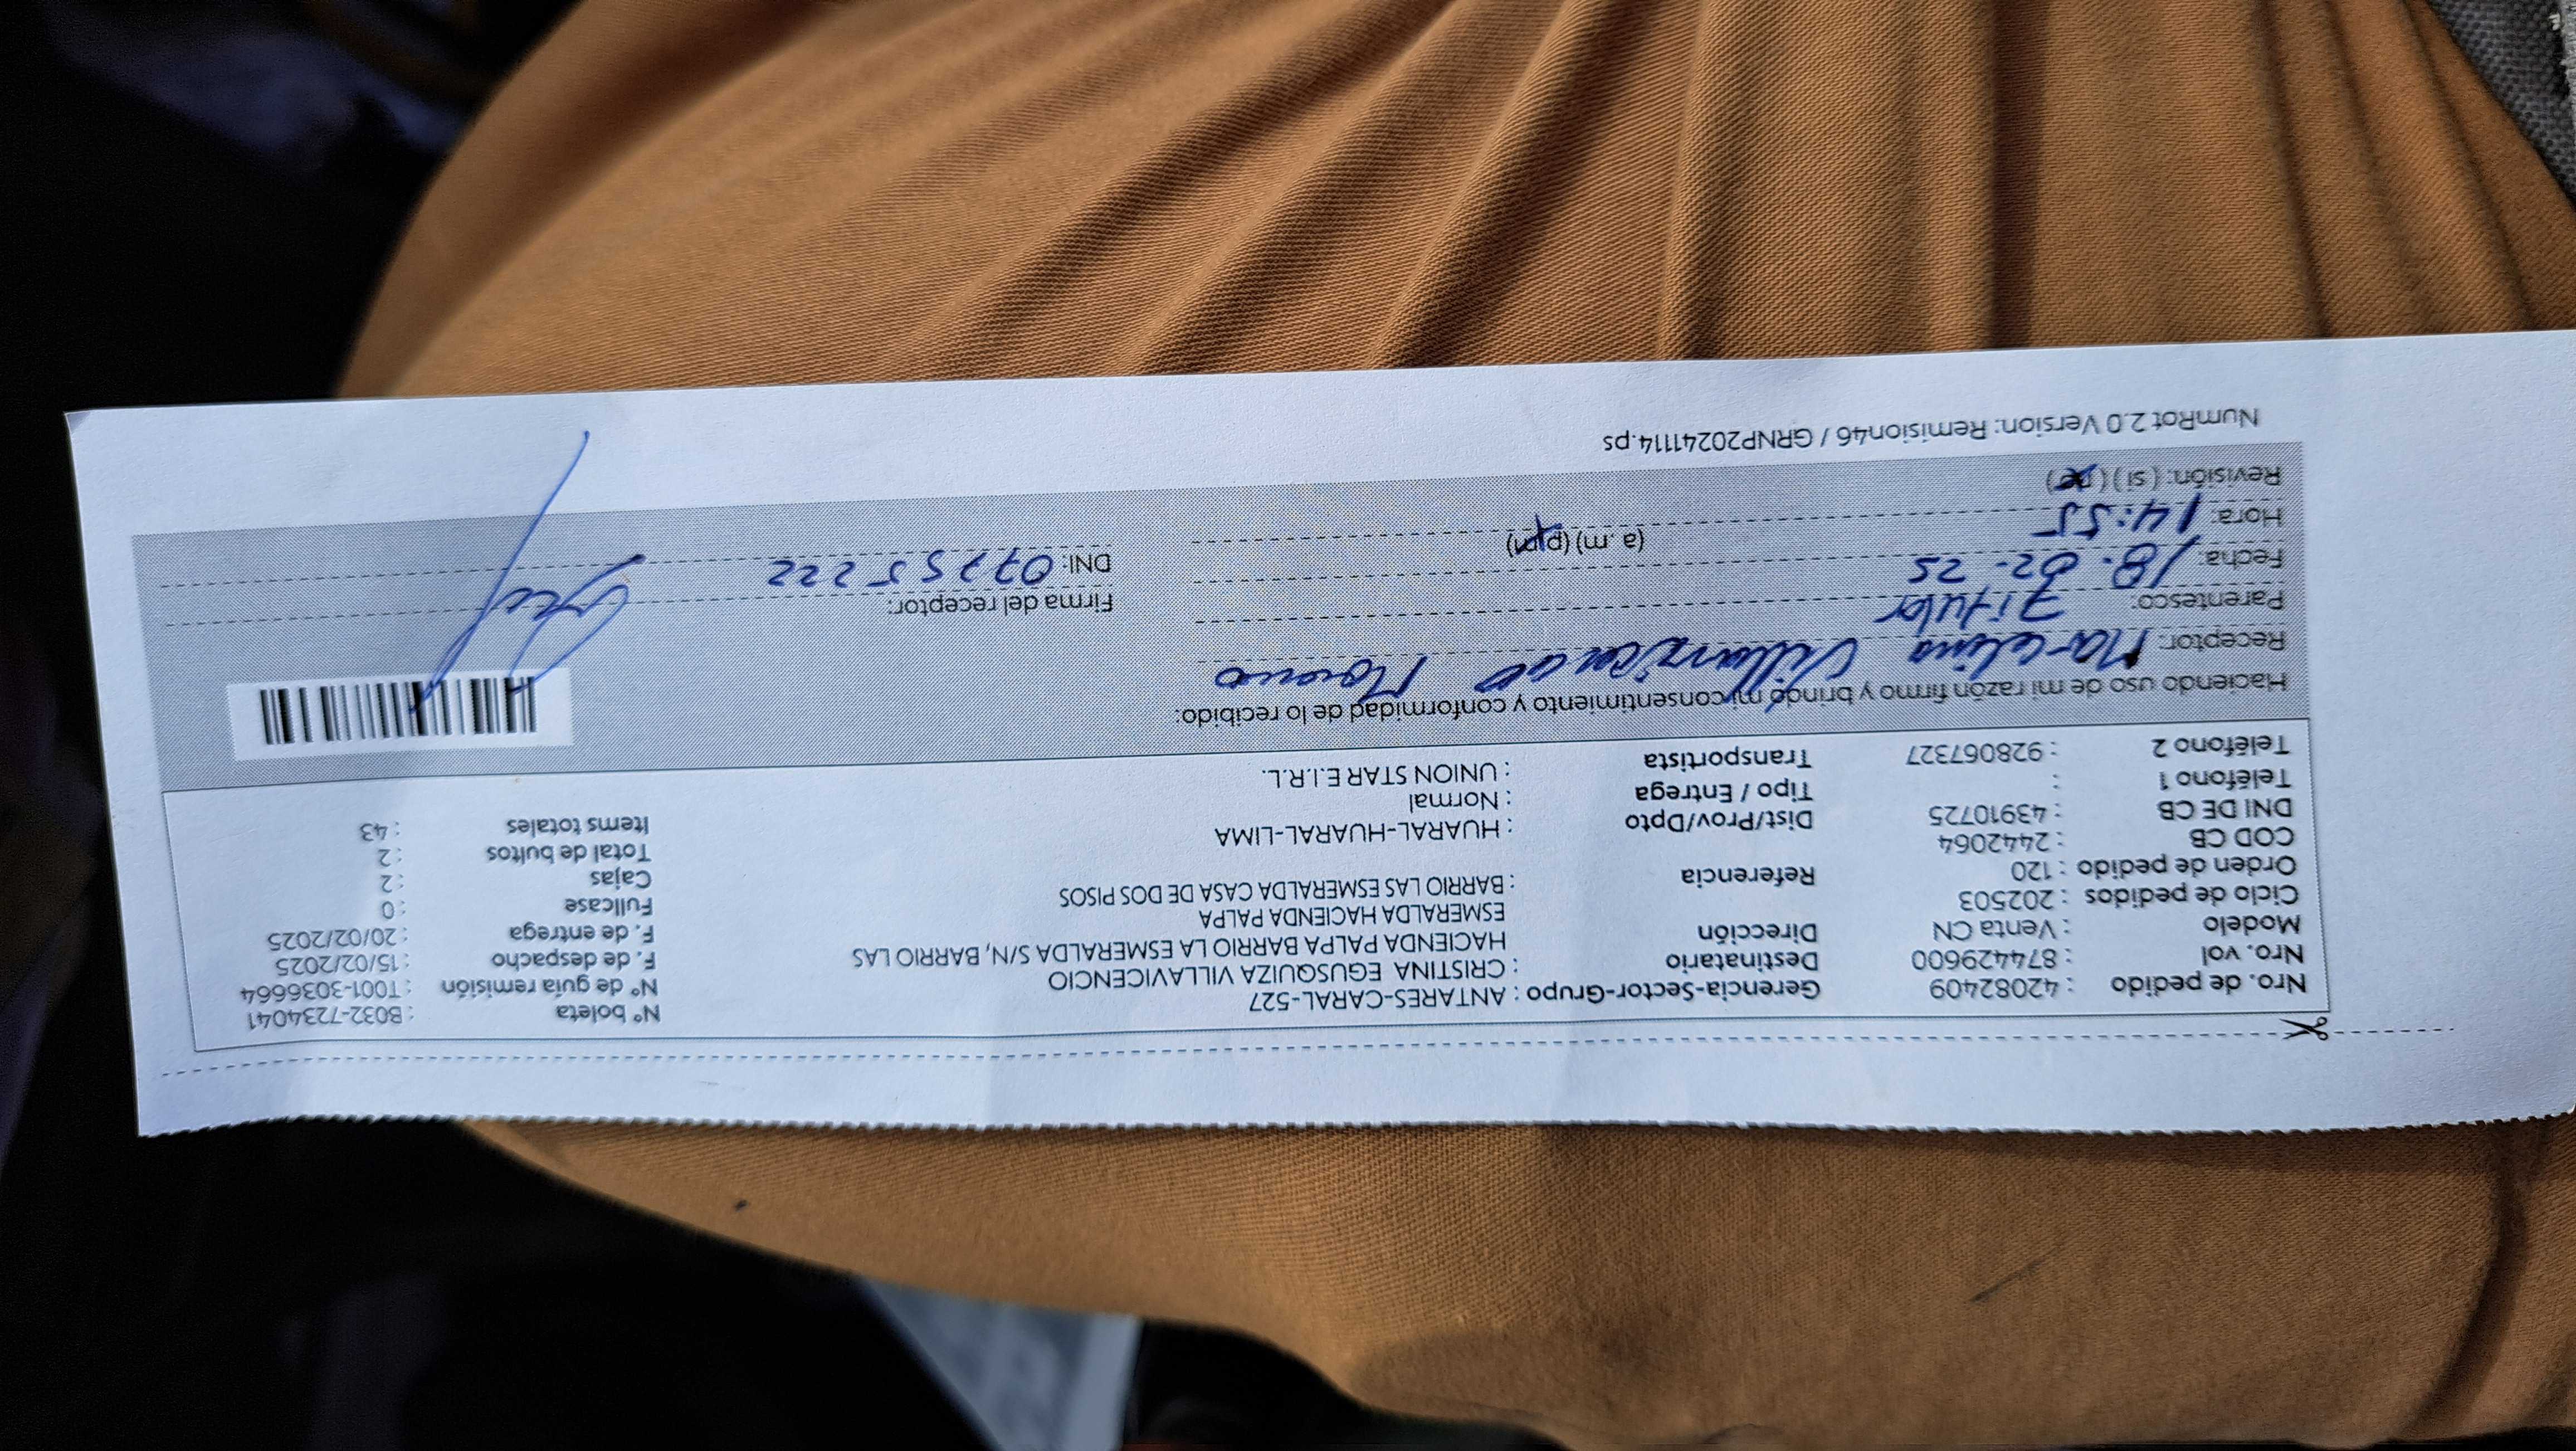 Nro. de pedido : 42082409 Gerencia-Sector-Grupo : ANTARES-CARAL-527 N° boleta : B032-7234041
Nro. vol : 874429600 Destinatario : CRISTINA EGUSQUIZA VILLAVICENCIO N° de guía remisión : T001-3036664
Modelo : Venta CN Dirección HACIENDA PALPA BARRIO LA ESMERALDA S/N, BARRIO LAS F. de despacho : 15/02/2025
Ciclo de pedidos : 202503 ESMERALDA HACIENDA PALPA F. de entrega : 20/02/2025
Orden de pedido : 120 Referencia : BARRIO LAS ESMERALDA CASA DE DOS PISOS Fullcase : 0
COD CB : 2442064 Cajas : 2
DNI DE CB : 43910725 Dist/Prov/Dpto : HUARAL-HUARAL-LIMA Total de bultos : 2
Teléfono 1 : Tipo / Entrega : Normal Items totales : 43
Teléfono 2 : 928067327 Transportista : UNION STAR E.I.R.L.
Haciendo uso de mi razón firmo y brindo mi consentimiento y conformidad de lo recibido:
Receptor: Marcelina Moreno
Parentesco: Titular Firma del receptor:
Fecha: 18.02.25 DNI: 07755222
Hora: 14:55 (a.m) (pm)
Revisión: (si) (no)
NumRot 2.0 Version: Remision46 / GRNP20241114.ps